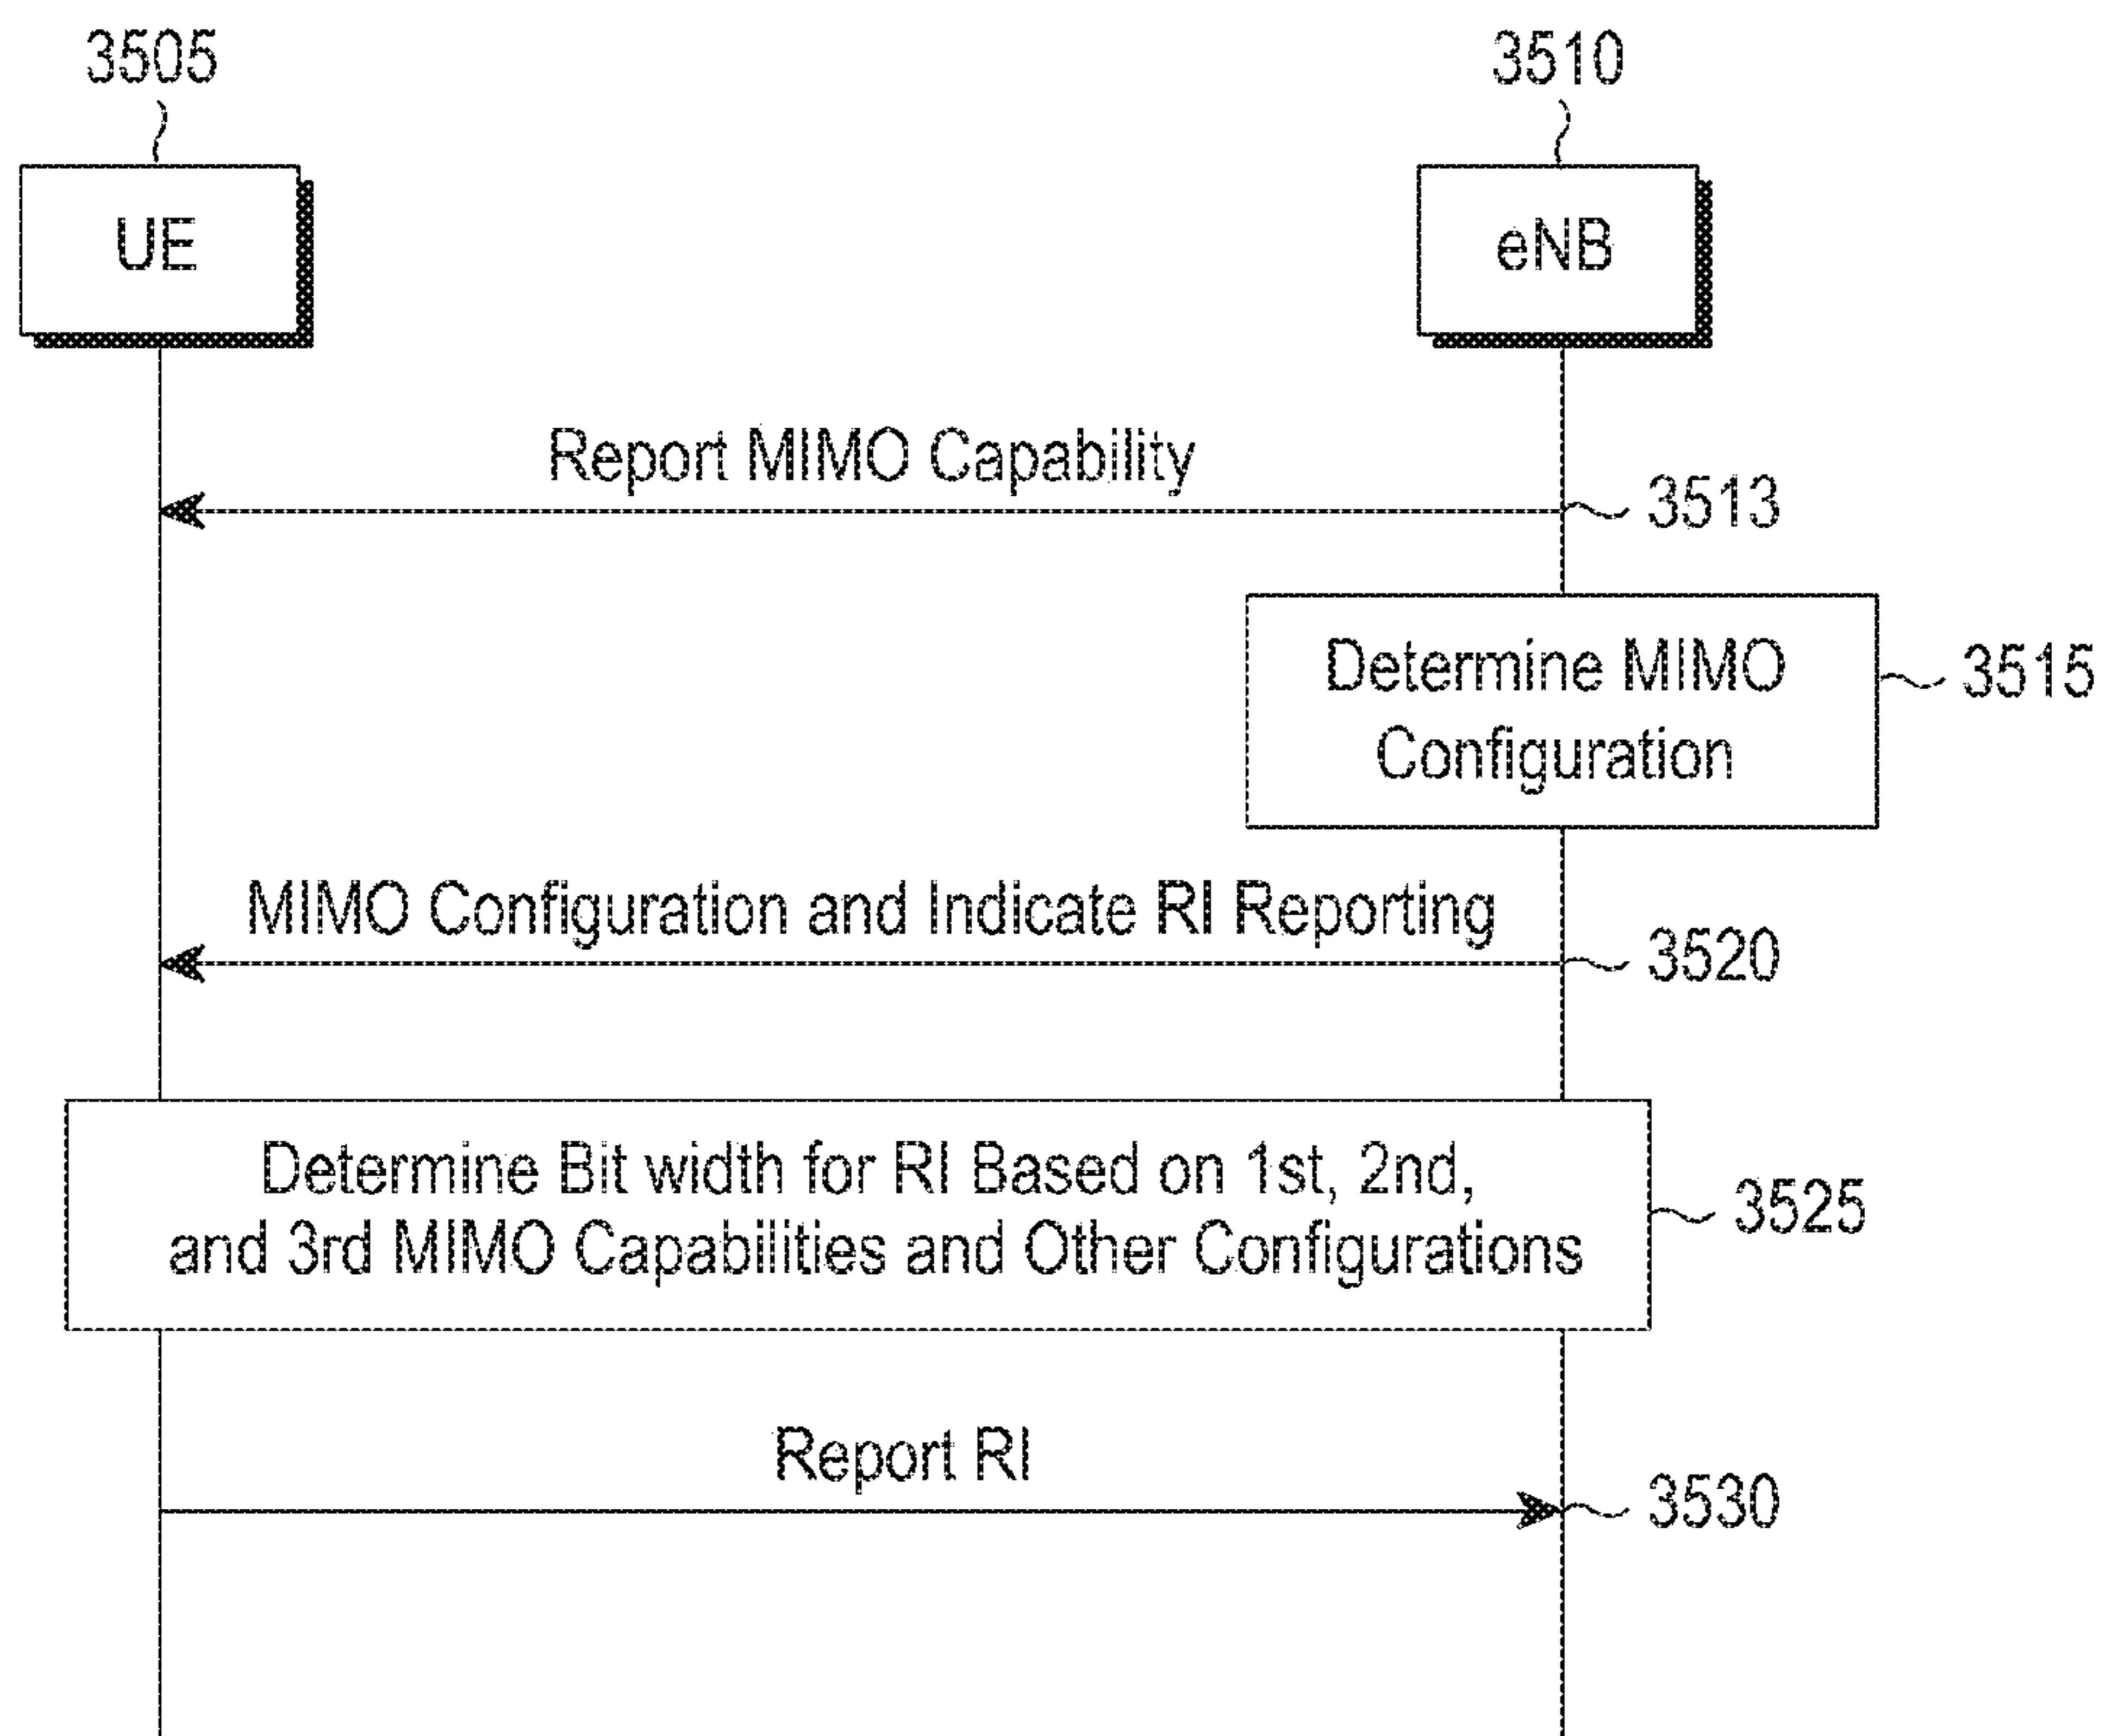 3505
3510
UE
eNB
Report MIMO Capability
3513
Determine MIMO
Configuration
3515
MIMO Configuration and Indicate RI Reporting
3520
Determine Bit width for RI Based on 1st, 2nd,
and 3rd MIMO Capabilities and Other Configurations
3525
Report RI
3530